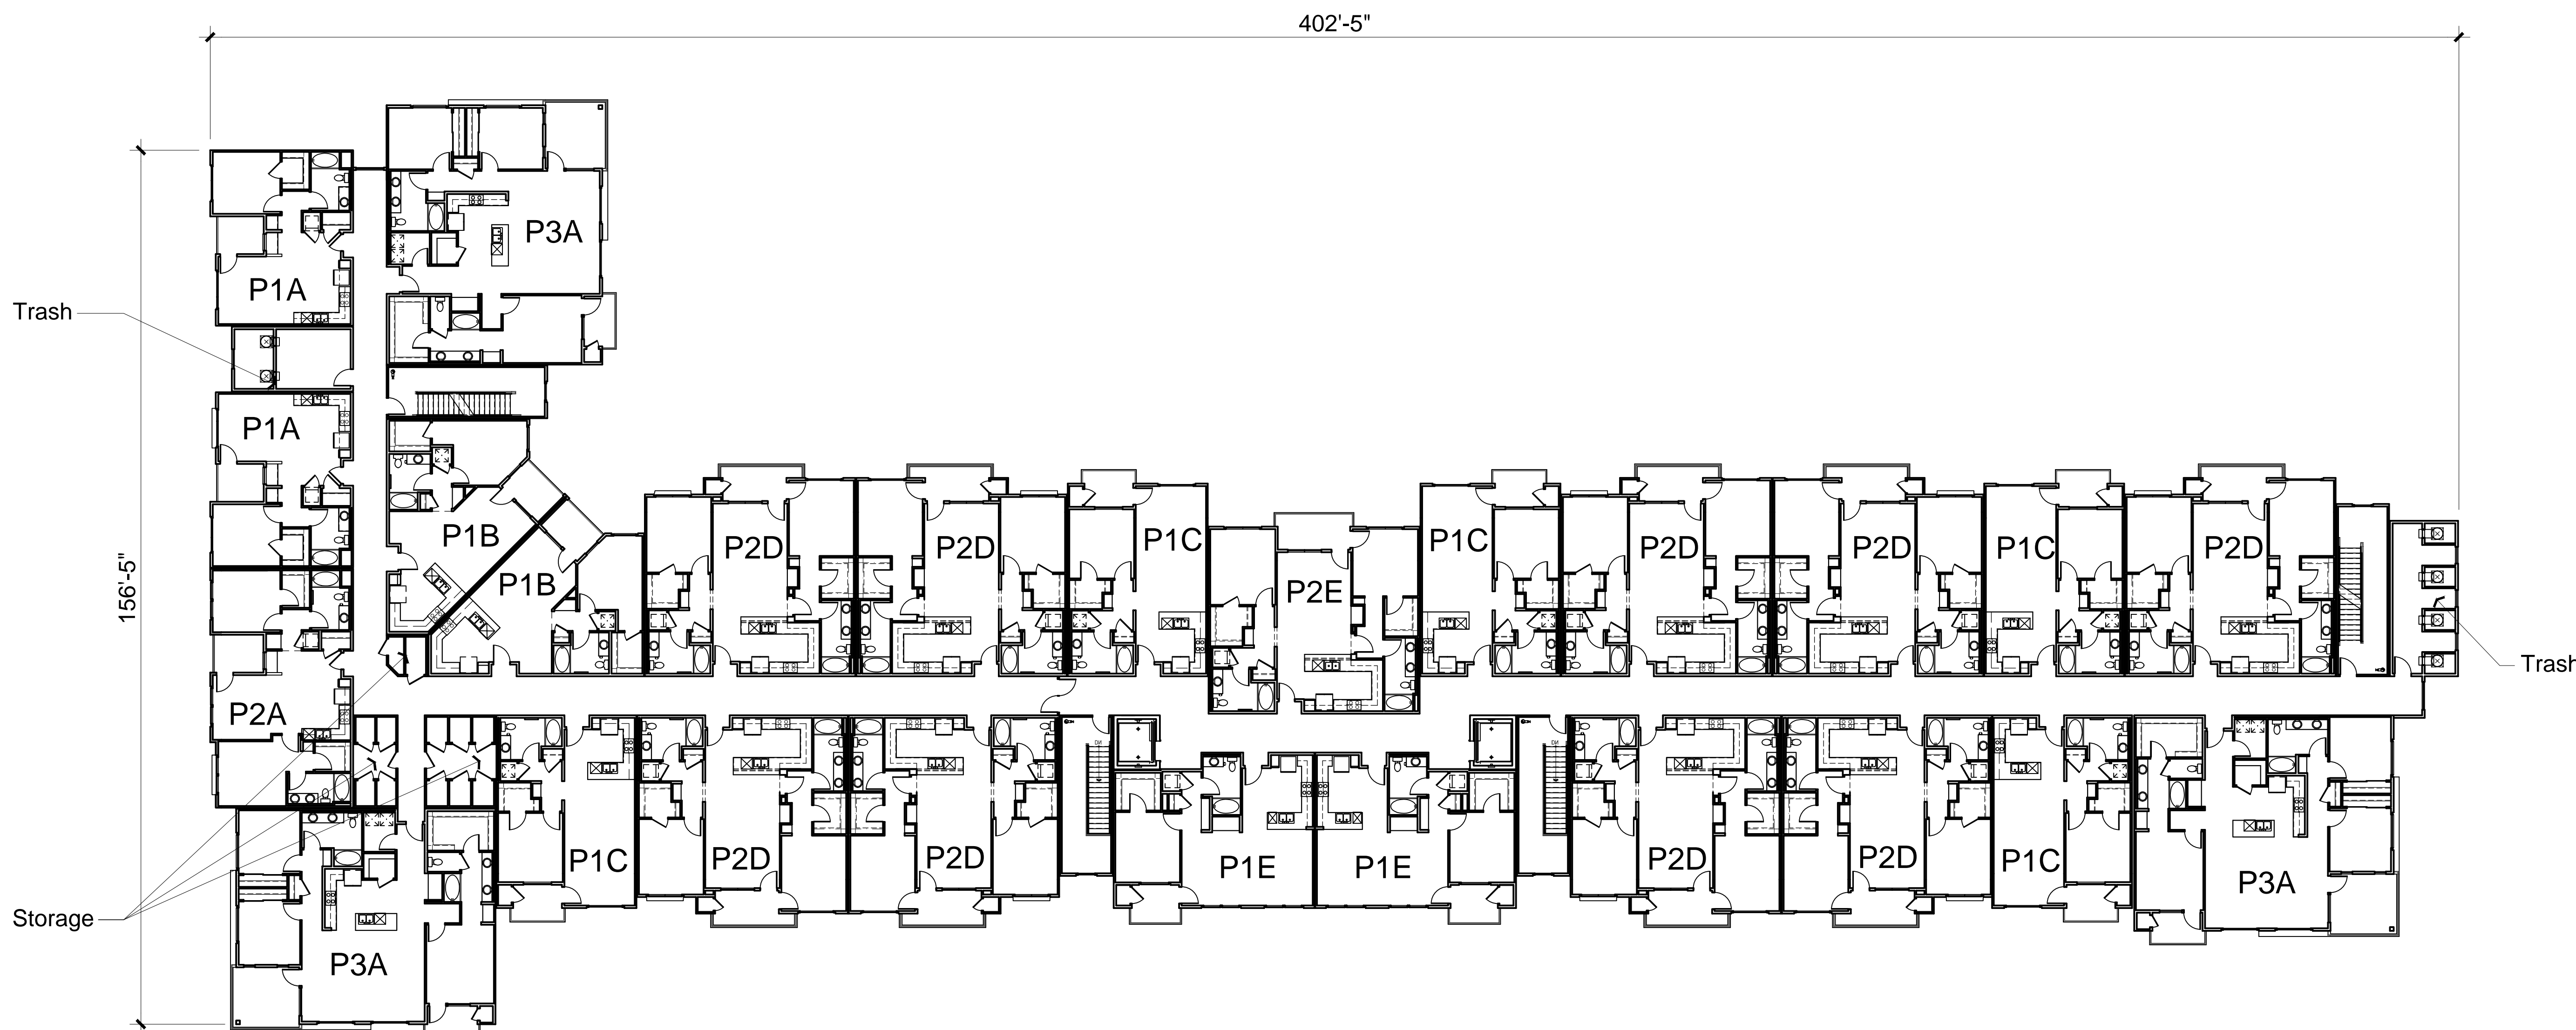 402'-5"
P3A
P1A
Trash
P1A
P1B
P2D
P2D
P1C
P1C
P2D
P2D
P1C
P2D
P1B
P2E
156'-5"
Trash
P2A
P1C
P2D
P2D
P1E
P1E
P2D
P2D
P1C
P3A
Storage
P3A